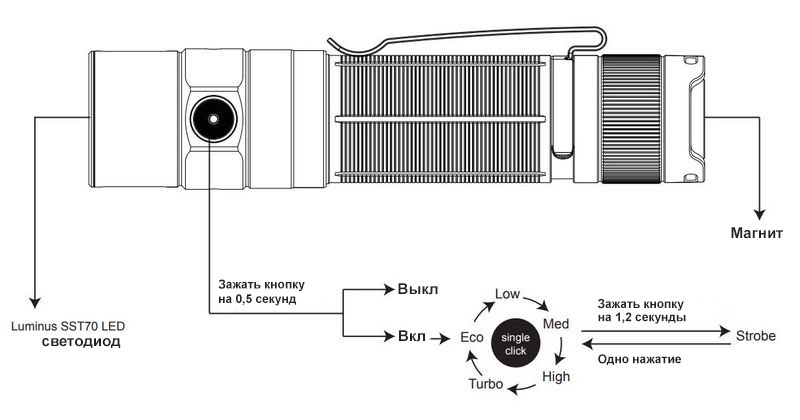 Магнит
Luminus SST70 LED
светодиод
Зажать кнопку
на 0,5 секунд
Выкл
Вкл
Low
Med
High
Turbo
Eco
single
click
Зажать кнопку
на 1,2 секунды
Одно нажатие
Strobe